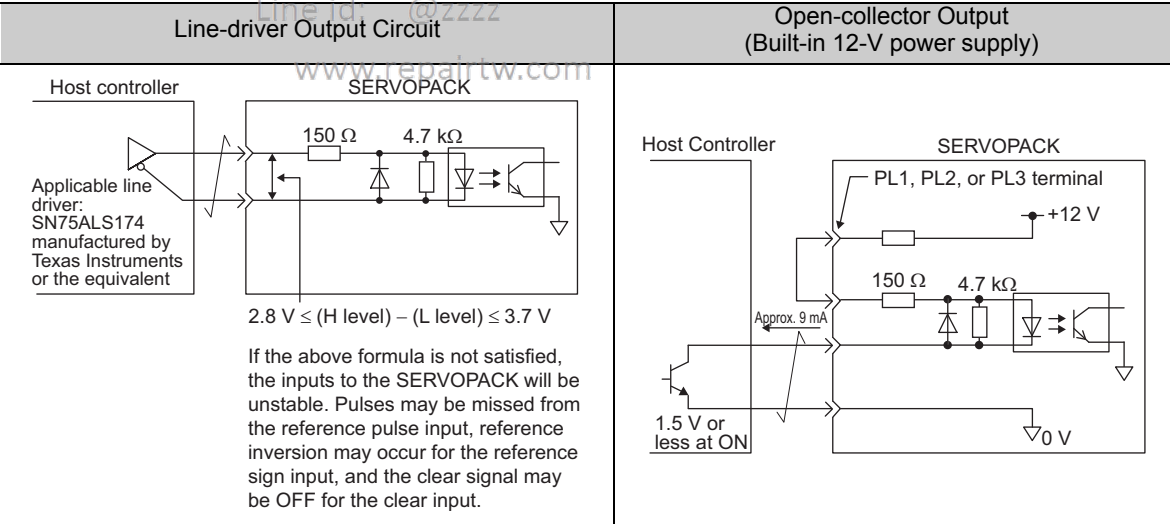 Line id: @zzzz
Line-driver Output Circuit
www.repairtw.com
Host controller
SERVOPACK
150 Ω
4.7 kΩ
Applicable line
driver:
SN75ALS174
manufactured by
Texas Instruments
or the equivalent
2.8 V ≤ (H level) – (L level) ≤ 3.7 V
If the above formula is not satisfied,
the inputs to the SERVOPACK will be
unstable. Pulses may be missed from
the reference pulse input, reference
inversion may occur for the reference
sign input, and the clear signal may
be OFF for the clear input.
Open-collector Output
(Built-in 12-V power supply)
Host Controller
SERVOPACK
PL1, PL2, or PL3 terminal
+12 V
150 Ω
4.7 kΩ
Approx. 9 mA
1.5 V or
less at ON
0 V